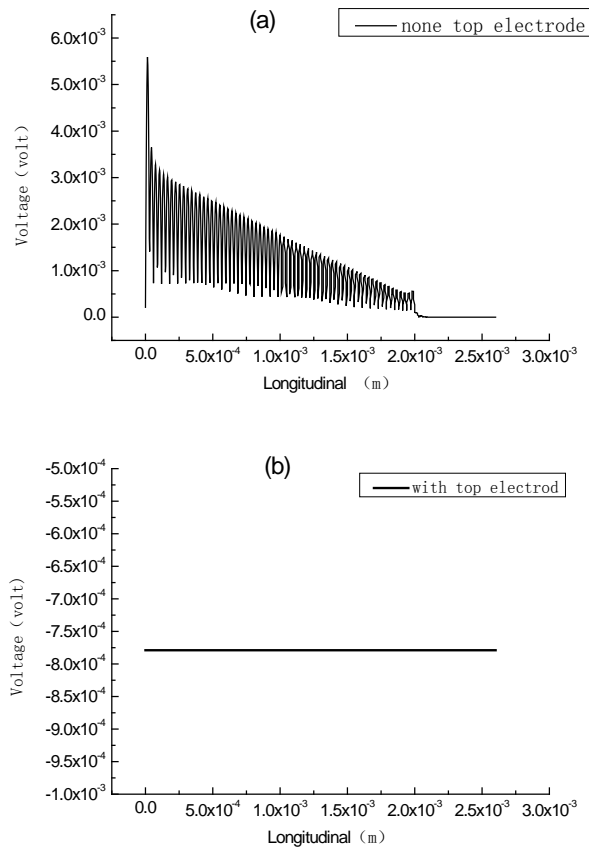 (a)
none top electrode
6.0x10⁻³
5.0x10⁻³
4.0x10⁻³
3.0x10⁻³
2.0x10⁻³
1.0x10⁻³
0.0
Voltage（volt）
0.0 5.0x10⁻⁴ 1.0x10⁻³ 1.5x10⁻³ 2.0x10⁻³ 2.5x10⁻³ 3.0x10⁻³
Longitudinal （m）
(b)
with top electrod
-5.0x10⁻⁴
-5.5x10⁻⁴
-6.0x10⁻⁴
-6.5x10⁻⁴
-7.0x10⁻⁴
-7.5x10⁻⁴
-8.0x10⁻⁴
-8.5x10⁻⁴
-9.0x10⁻⁴
-9.5x10⁻⁴
-1.0x10⁻³
Voltage（volt）
0.0 5.0x10⁻⁴ 1.0x10⁻³ 1.5x10⁻³ 2.0x10⁻³ 2.5x10⁻³ 3.0x10⁻³
Longitudinal（m）